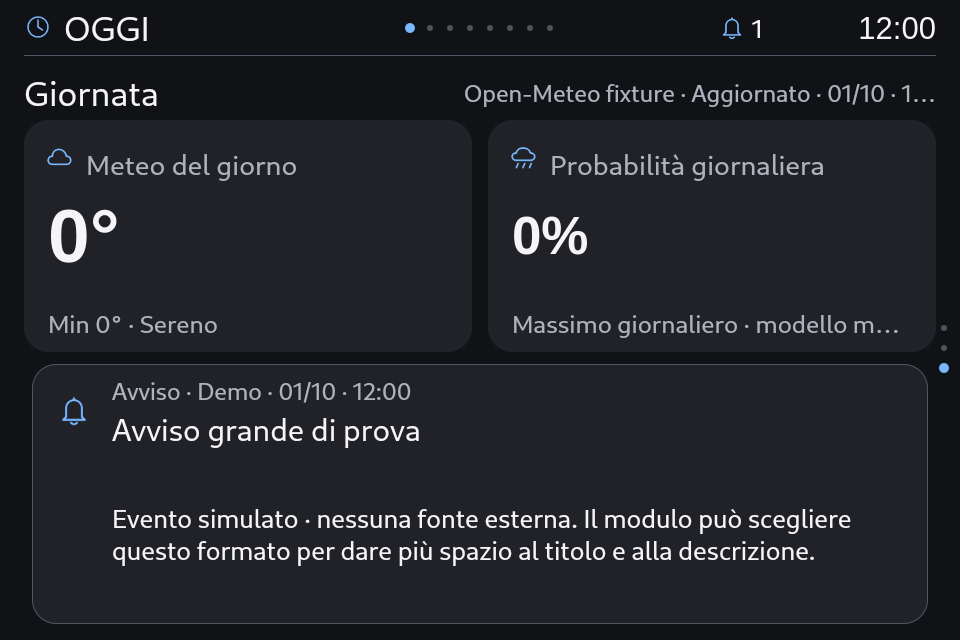 OGGI
1
12:00
Giornata
Open-Meteo fixture · Aggiornato · 01/10 · 1…
Meteo del giorno
0°
Min 0° · Sereno
Probabilità giornaliera
0%
Massimo giornaliero · modello m…
Avviso · Demo · 01/10 · 12:00
Avviso grande di prova
Evento simulato · nessuna fonte esterna. Il modulo può scegliere
questo formato per dare più spazio al titolo e alla descrizione.